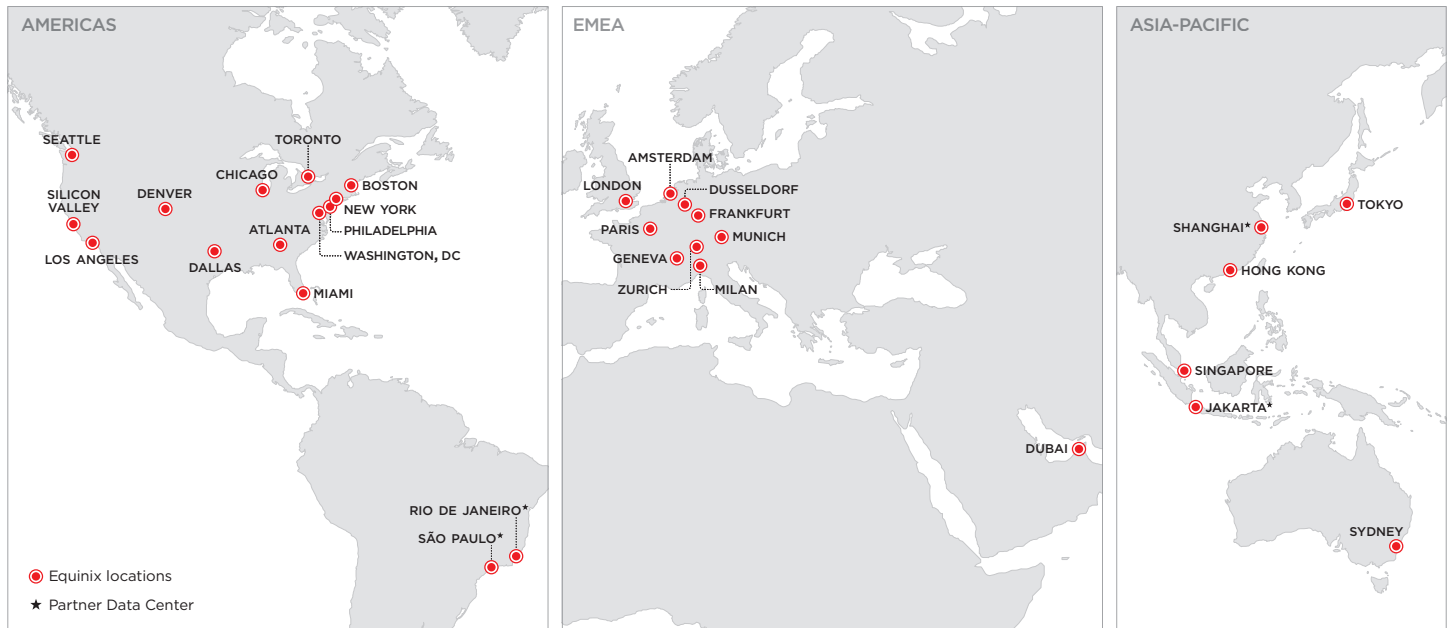 AMERICAS
SEATTLE
TORONTO
CHICAGO
BOSTON
SILICON
VALLEY
DENVER
NEW YORK
ATLANTA
PHILADELPHIA
LOS ANGELES
DALLAS
WASHINGTON, DC
MIAMI
RIO DE JANEIRO★
SÃO PAULO★
Equinix locations
★ Partner Data Center
EMEA
AMSTERDAM
LONDON
DUSSELDORF
FRANKFURT
PARIS
MUNICH
GENEVA
ZURICH
MILAN
DUBAI
ASIA-PACIFIC
TOKYO
SHANGHAI★
HONG KONG
SINGAPORE
JAKARTA★
SYDNEY